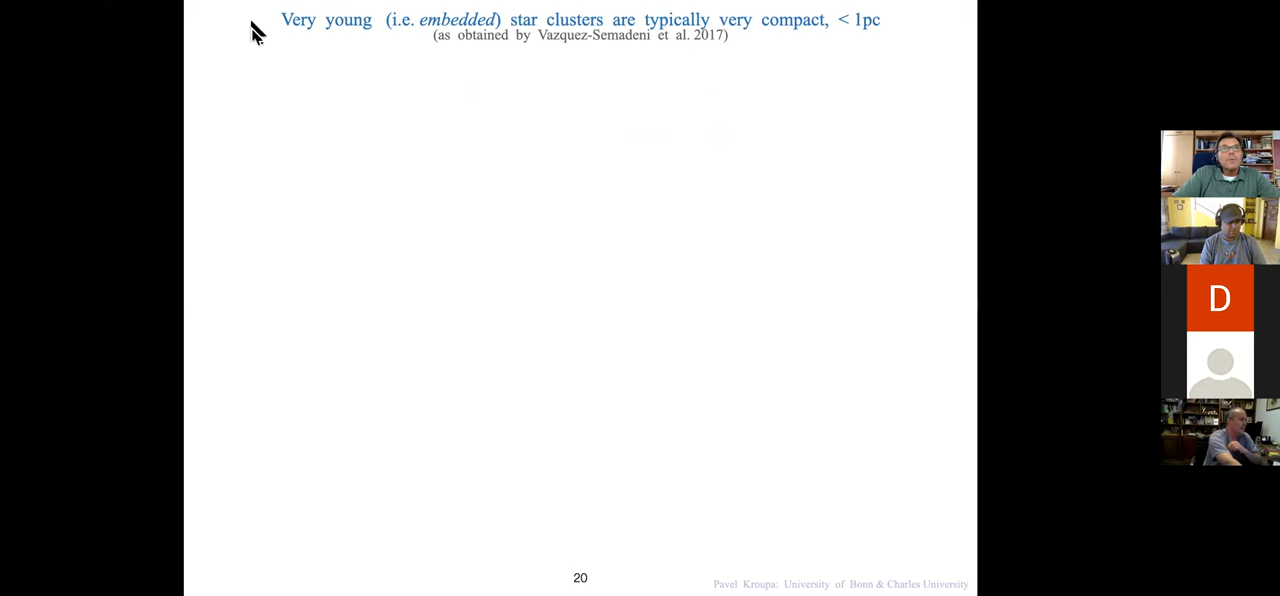 Very young (i.e. embedded) star clusters are typically very compact, < 1pc
(as obtained by Vazquez-Semadeni et al. 2017)
D
20
Pavel Kroupa: University of Bonn & Charles University